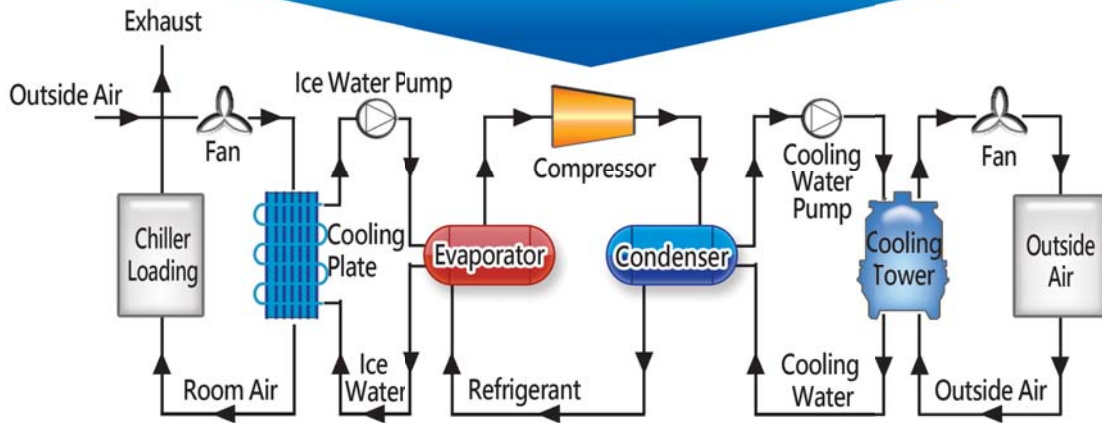 Exhaust
Outside Air
Fan
Ice Water Pump
Compressor
Cooling
Water
Pump
Fan
Chiller
Loading
Cooling
Plate
Evaporator
Condenser
Cooling
Tower
Outside
Air
Room Air
Ice
Water
Refrigerant
Cooling
Water
Outside Air